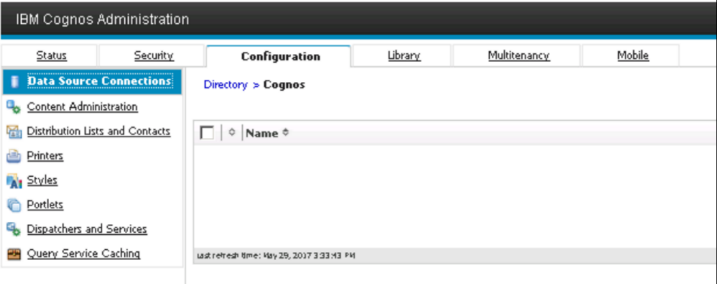 IBM Cognos Administration
Status Security Configuration Library Multitenancy Mobile
Data Source Connections
Directory > Cognos
Content Administration
Distribution Lists and Contacts
Name
Printers
Styles
Portlets
Dispatchers and Services
Query Service Caching
Last refresh time: May 29, 2017 3:33:43 PM